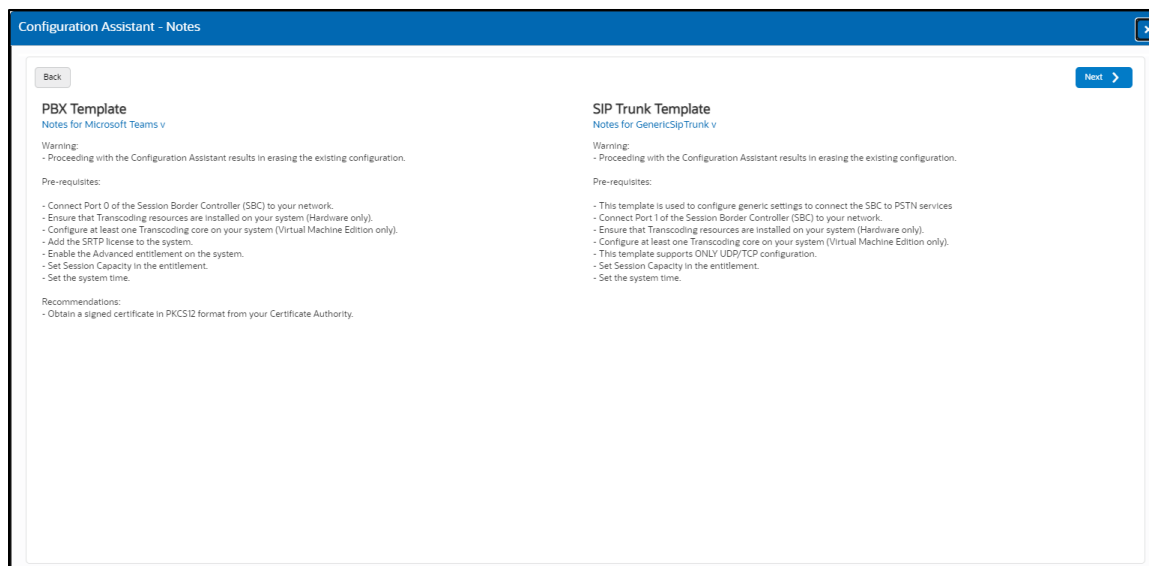 Configuration Assistant - Notes
Back
Next
PBX Template
Notes for Microsoft Teams v
Warning:
- Proceeding with the Configuration Assistant results in erasing the existing configuration.
Pre-requisites:
- Connect Port 0 of the Session Border Controller (SBC) to your network.
- Ensure that Transcoding resources are installed on your system (Hardware only).
- Configure at least one Transcoding core on your system (Virtual Machine Edition only).
- Add the SRTP license to the system.
- Enable the Advanced entitlement on the system.
- Set Session Capacity in the entitlement.
- Set the system time.
Recommendations:
- Obtain a signed certificate in PKCS12 format from your Certificate Authority.
SIP Trunk Template
Notes for GenericSipTrunk v
Warning:
- Proceeding with the Configuration Assistant results in erasing the existing configuration.
Pre-requisites:
- This template is used to configure generic settings to connect the SBC to PSTN services
- Connect Port 1 of the Session Border Controller (SBC) to your network.
- Ensure that Transcoding resources are installed on your system (Hardware only).
- Configure at least one Transcoding core on your system (Virtual Machine Edition only).
- This template supports ONLY UDP/TCP configuration.
- Set Session Capacity in the entitlement.
- Set the system time.